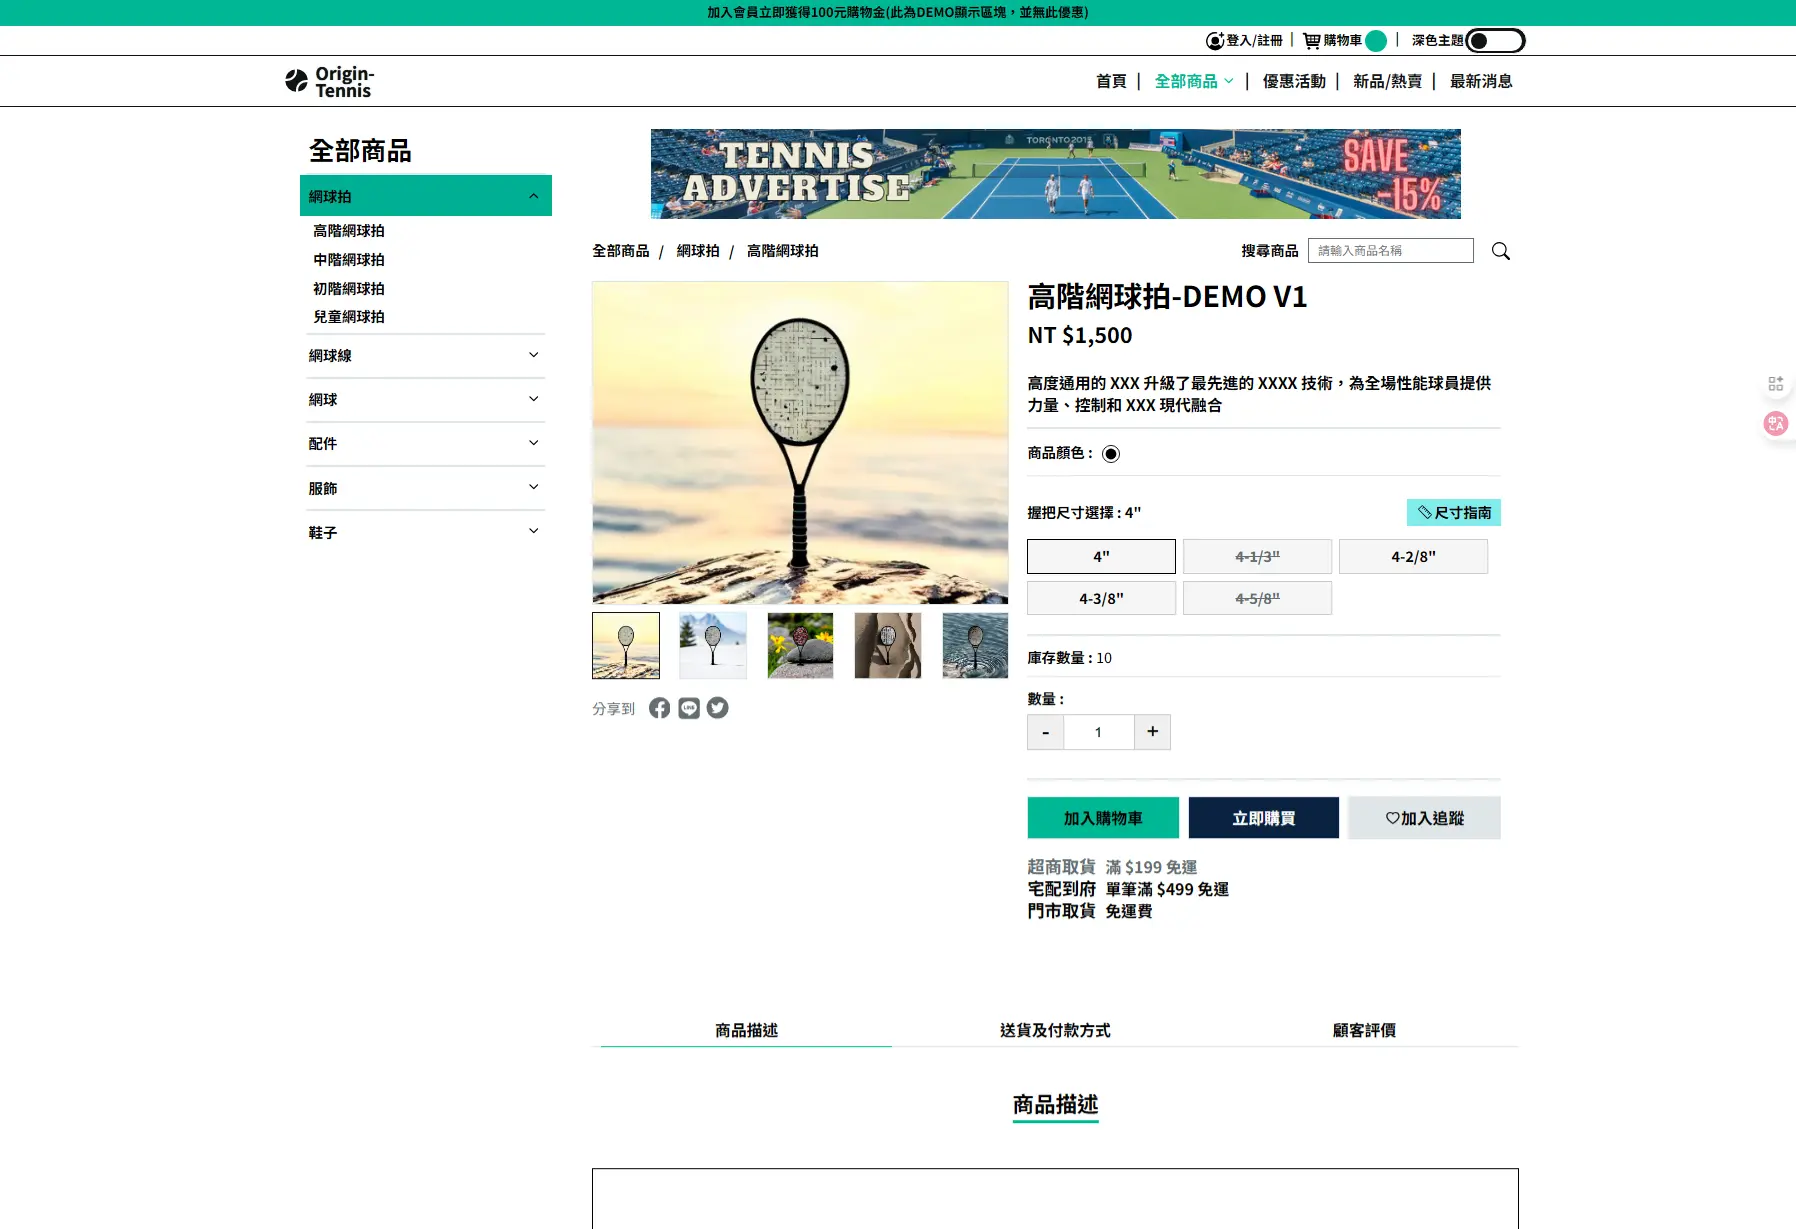 加入會員立即獲得100元購物金(此為DEMO顯示區塊，並無此優惠)
登入/註冊 | 購物車 | 深色主題
Origin-
Tennis
首頁 | 全部商品 | 優惠活動 | 新品/熱賣 | 最新消息
全部商品
網球拍
高階網球拍
中階網球拍
初階網球拍
兒童網球拍
網球線
網球
配件
服飾
鞋子
TENNIS
ADVERTISE
TORONTO2015
SAVE
-15%
全部商品 / 網球拍 / 高階網球拍
搜尋商品 請輸入商品名稱
高階網球拍-DEMO V1
NT $1,500
高度通用的 XXX 升級了最先進的 XXXX 技術，為全場性能球員提供
力量、控制和 XXX 現代融合
商品顏色 :
握把尺寸選擇 : 4"
尺寸指南
4" 4-1/3" 4-2/8"
4-3/8" 4-5/8"
庫存數量 : 10
數量 :
- 1 +
加入購物車 立即購買 加入追蹤
超商取貨 滿 $199 免運
宅配到府 單筆滿 $499 免運
門市取貨 免運費
分享到
LINE
商品描述 送貨及付款方式 顧客評價
商品描述